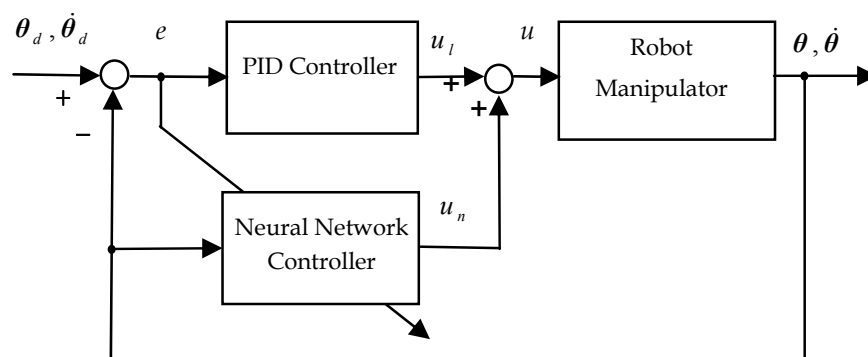 θ_d , θ̇_d
e
PID Controller
u_l
u
Robot
Manipulator
θ , θ̇
+
−
+
+
Neural Network
Controller
u_n